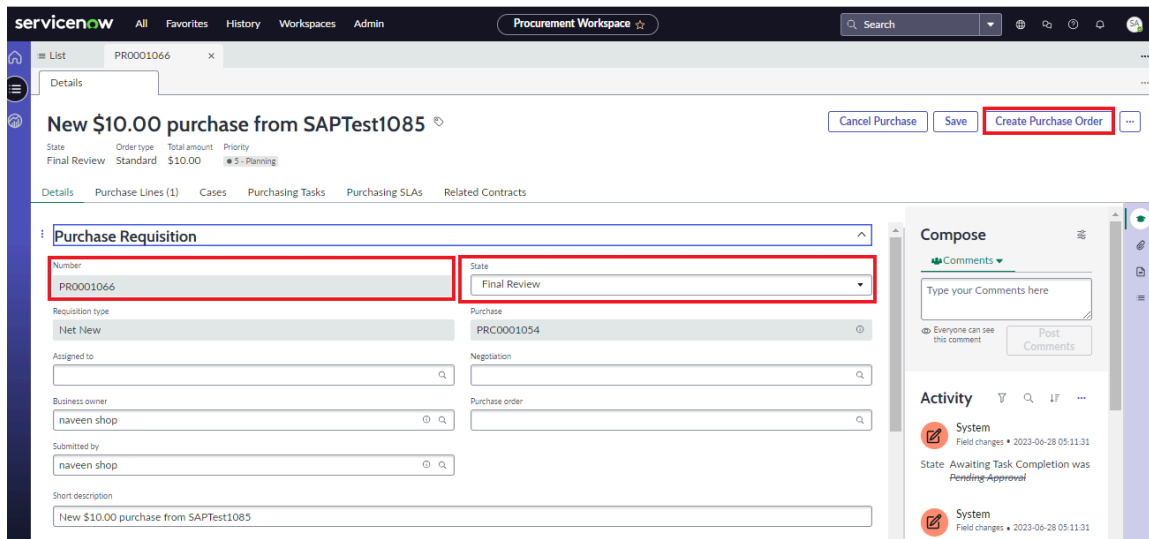 servicenow All Favorites History Workspaces Admin Procurement Workspace Search SA
List PR0001066 ×
Details
New $10.00 purchase from SAPTest1085
Cancel Purchase Save Create Purchase Order
State Order type Total amount Priority
Final Review Standard $10.00 5 - Planning
Details Purchase Lines (1) Cases Purchasing Tasks Purchasing SLAs Related Contracts
Purchase Requisition
Number State
PR0001066 Final Review
Requisition type Purchase
Net New PRC0001054
Assigned to Negotiation
Business owner Purchase order
naveen shop
Submitted by
naveen shop
Short description
New $10.00 purchase from SAPTest1085
Compose
Comments
Type your Comments here
Everyone can see this comment
Post Comments
Activity
System
Field changes • 2023-06-28 05:11:31
State Awaiting Task Completion was
Pending Approval
System
Field changes • 2023-06-28 05:11:31